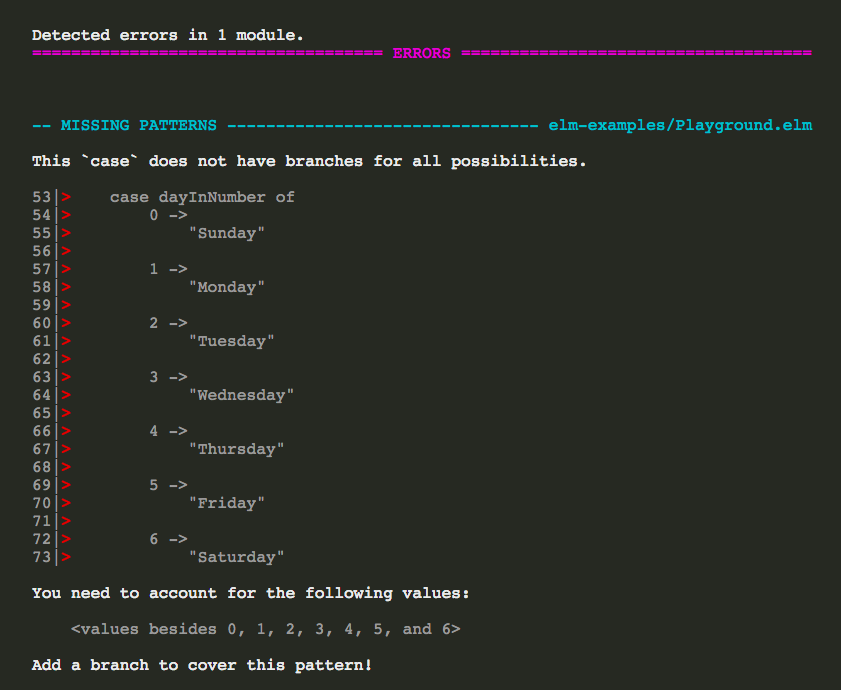 Detected errors in 1 module.
==================================== ERRORS ====================================
-- MISSING PATTERNS -------------------------------- elm-examples/Playground.elm
This `case` does not have branches for all possibilities.
53|>    case dayInNumber of
54|>        0 ->
55|>            "Sunday"
56|>
57|>        1 ->
58|>            "Monday"
59|>
60|>        2 ->
61|>            "Tuesday"
62|>
63|>        3 ->
64|>            "Wednesday"
65|>
66|>        4 ->
67|>            "Thursday"
68|>
69|>        5 ->
70|>            "Friday"
71|>
72|>        6 ->
73|>            "Saturday"
You need to account for the following values:
    <values besides 0, 1, 2, 3, 4, 5, and 6>
Add a branch to cover this pattern!